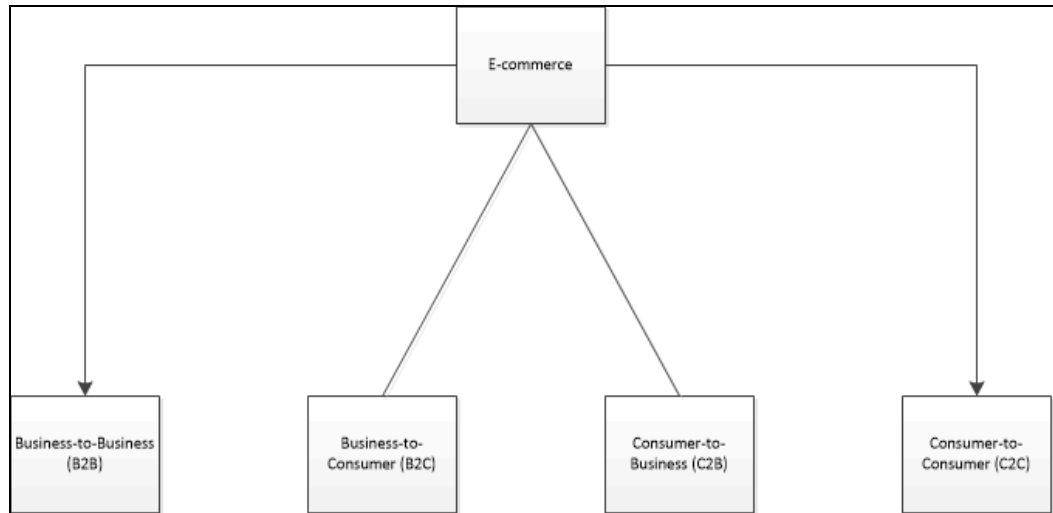 E-commerce
Business-to-Business
(B2B)
Business-to-
Consumer (B2C)
Consumer-to-
Business (C2B)
Consumer-to-
Consumer (C2C)